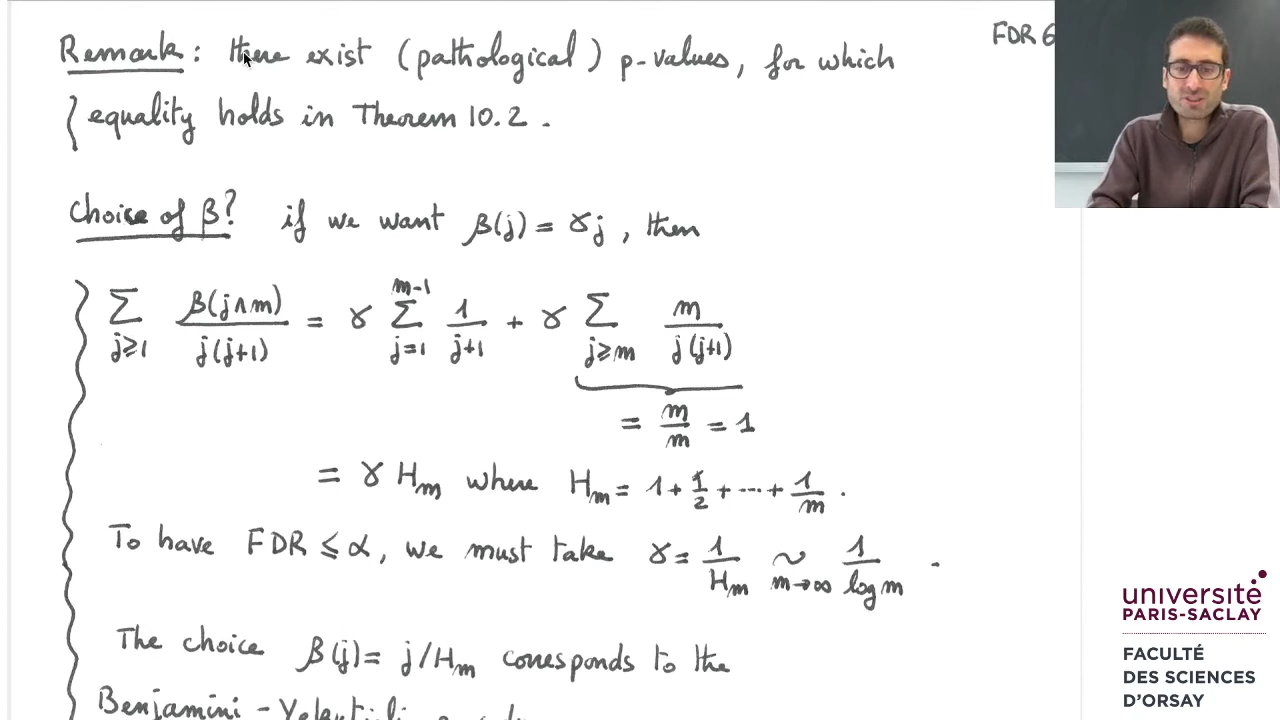 Remark: there exist (pathological) p-values, for which
FDR 6
equality holds in Theorem 10.2.
Choice of β? if we want β(j) = γj, then
∑_{j≥1} β(j∧m)/(j(j+1)) = γ ∑_{j=1}^{m-1} 1/(j+1) + γ ∑_{j≥m} m/(j(j+1))
= m/m = 1
= γ H_m where H_m = 1 + 1/2 + ... + 1/m.
To have FDR ≤ α, we must take γ = 1/H_m ~_{m→∞} 1/log m.
The choice β(j) = j/H_m corresponds to the
Benjamini-
université
PARIS-SACLAY
FACULTÉ
DES SCIENCES
D'ORSAY